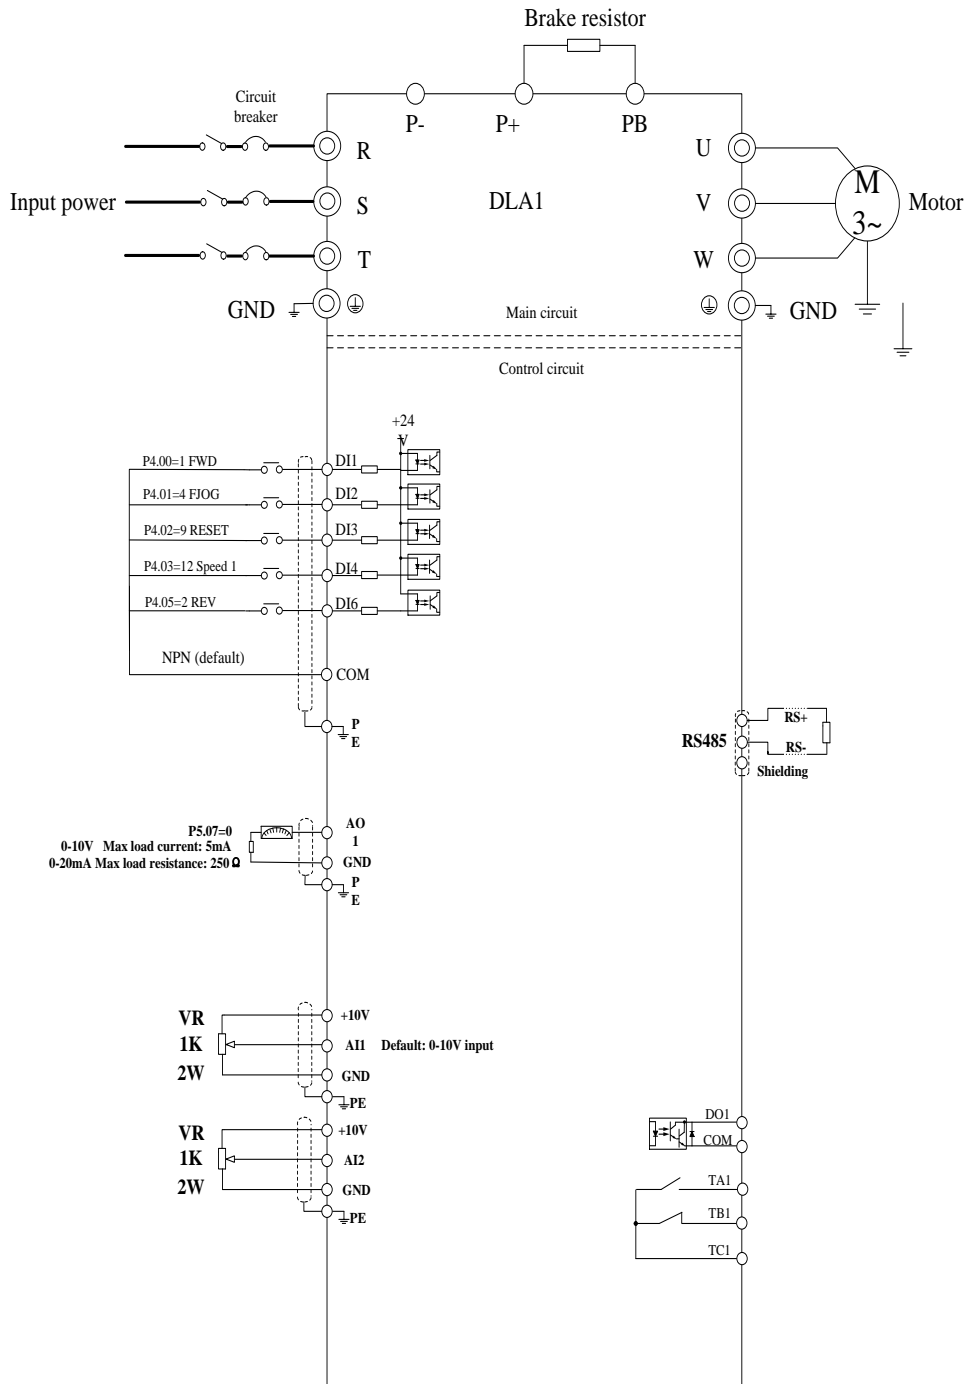 Brake resistor
Circuit
breaker
P-
P+
PB
R
U
M
Input power
S
DLA1
V
3~
Motor
T
W
GND
GND
Main circuit
Control circuit
+24
V
P4.00=1 FWD
DI1
P4.01=4 FJOG
DI2
P4.02=9 RESET
DI3
P4.03=12 Speed 1
DI4
P4.05=2 REV
DI6
NPN (default)
COM
P
E
RS485
RS+
RS-
Shielding
P5.07=0
0-10V Max load current: 5mA
0-20mA Max load resistance: 250Ω
AO
1
GND
P
E
VR
1K
2W
+10V
AI1 Default: 0-10V input
GND
PE
VR
1K
2W
+10V
AI2
GND
PE
DO1
COM
TA1
TB1
TC1